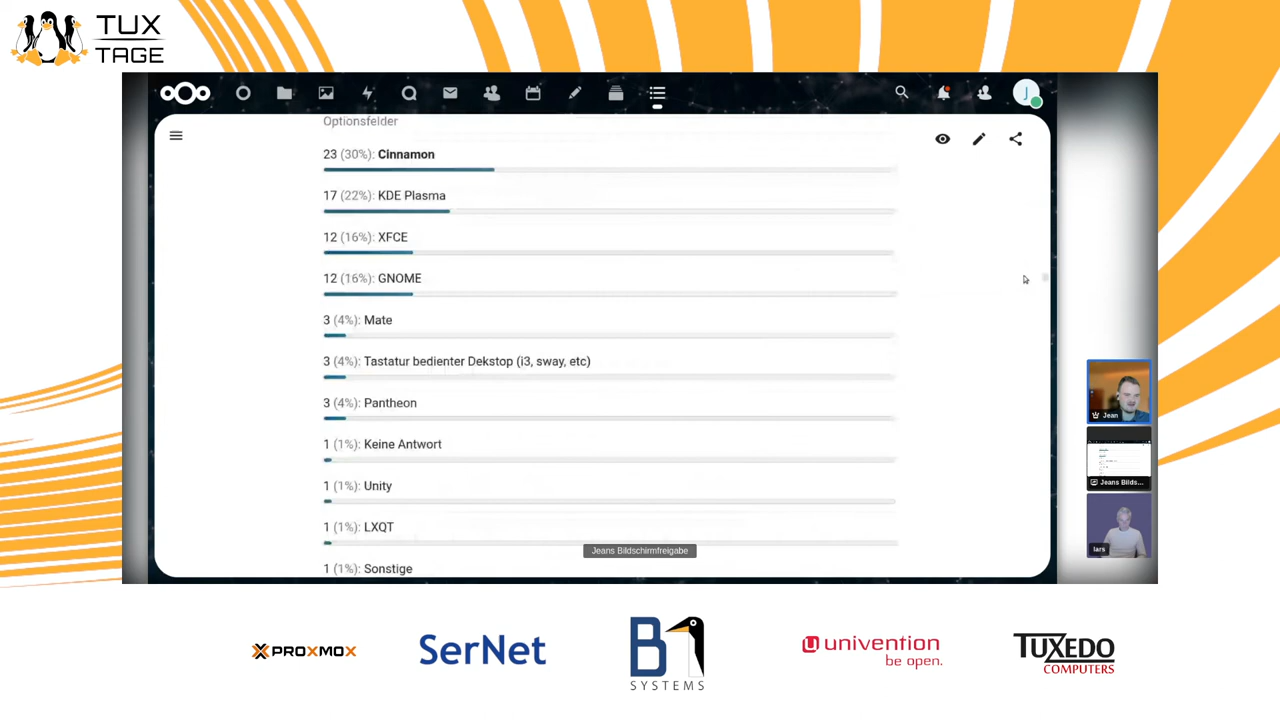 TUX
TAGE
J
Optionsfelder
23 (30%): Cinnamon
17 (22%): KDE Plasma
12 (16%): XFCE
12 (16%): GNOME
3 (4%): Mate
3 (4%): Tastatur bedienter Dekstop (i3, sway, etc)
3 (4%): Pantheon
1 (1%): Keine Antwort
1 (1%): Unity
1 (1%): LXQT
1 (1%): Sonstige
Jeans Bildschirmfreigabe
Jean
Jeans Bilds...
lars
PROXMOX
SerNet
B1
SYSTEMS
univention
be open.
TUXEDO
COMPUTERS